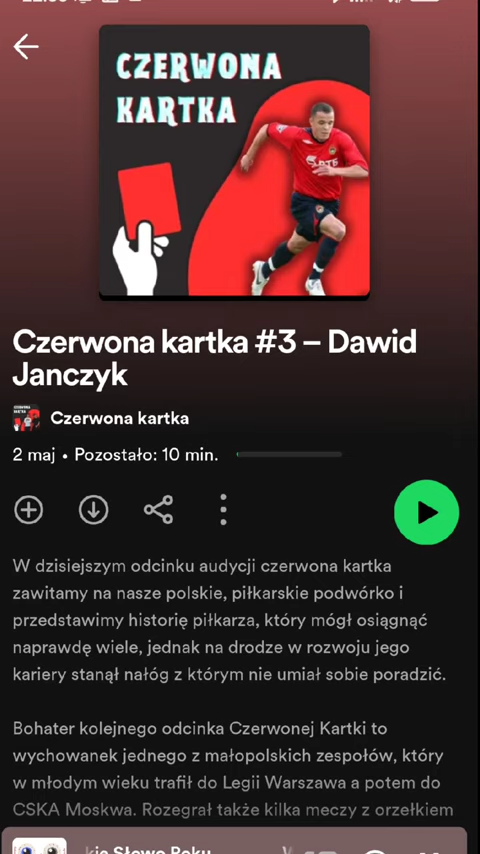 CZERWONA
KARTKA
Czerwona kartka #3 – Dawid
Janczyk
Czerwona kartka
2 maj • Pozostało: 10 min.
W dzisiejszym odcinku audycji czerwona kartka
zawitamy na nasze polskie, piłkarskie podwórko i
przedstawimy historię piłkarza, który mógł osiągnąć
naprawdę wiele, jednak na drodze w rozwoju jego
kariery stanął nałóg z którym nie umiał sobie poradzić.
Bohater kolejnego odcinka Czerwonej Kartki to
wychowanek jednego z małopolskich zespołów, który
w młodym wieku trafił do Legii Warszawa a potem do
CSKA Moskwa. Rozegrał także kilka meczy z orzełkiem
Słowo Roku